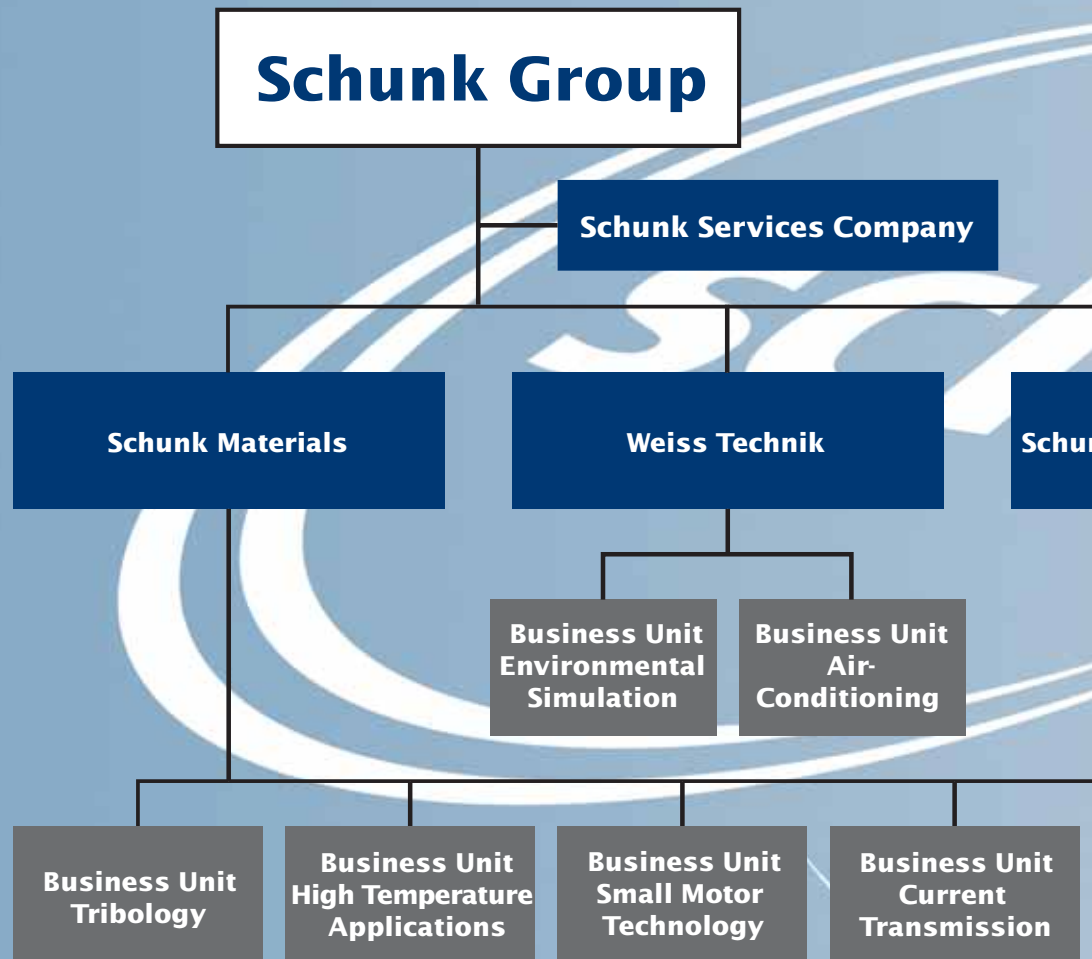 Schunk Group
Schunk Services Company
Schunk Materials
Weiss Technik
Business Unit
Environmental
Simulation
Business Unit
Air-
Conditioning
Business Unit
Tribology
Business Unit
High Temperature
Applications
Business Unit
Small Motor
Technology
Business Unit
Current
Transmission